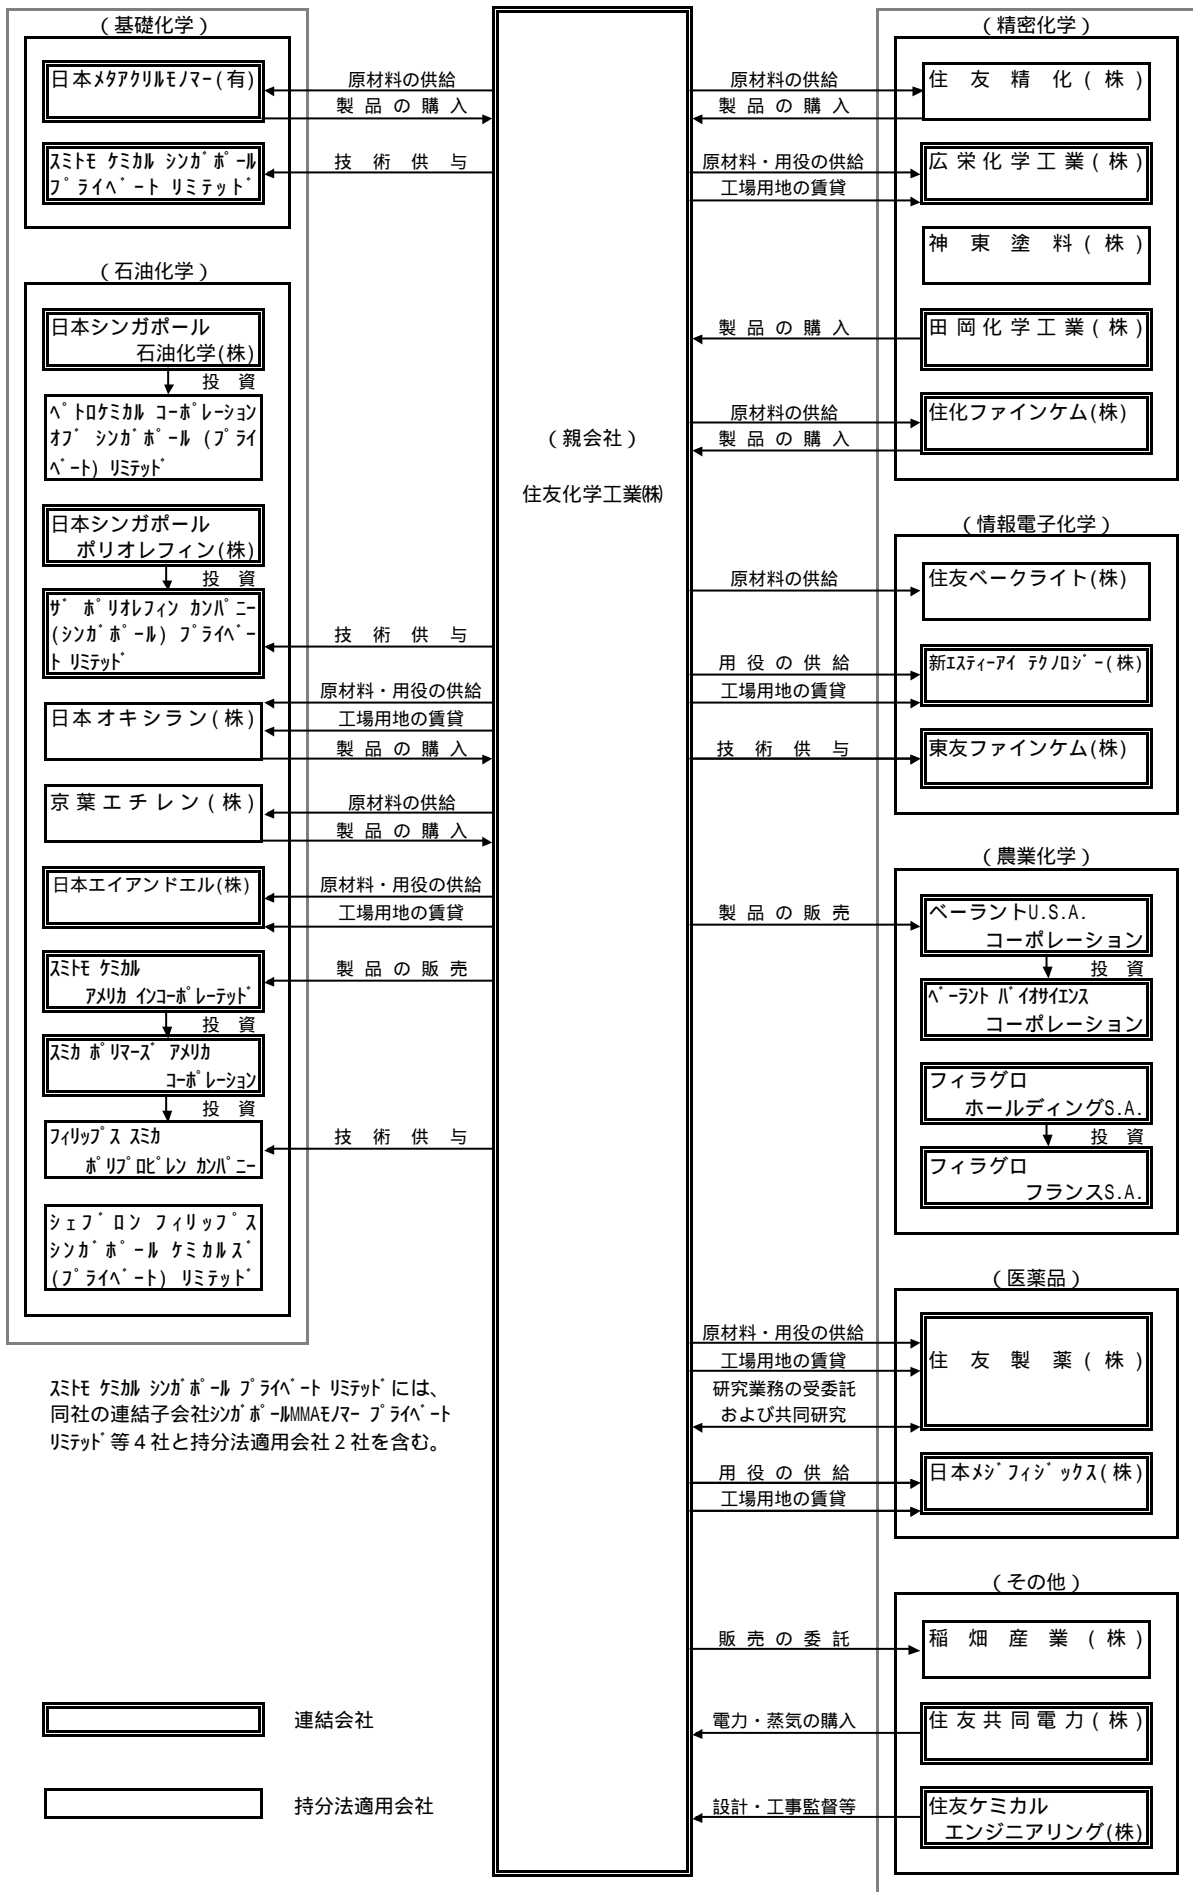 （基礎化学）
日本ﾒﾀｱｸﾘﾙﾓﾉﾏｰ(有)
原材料の供給
製品の購入
ｽﾐﾄﾓ ｹﾐｶﾙ ｼﾝｶﾞﾎﾟｰﾙ
ﾌﾟﾗｲﾍﾞｰﾄ ﾘﾐﾃｯﾄﾞ
技術供与
（石油化学）
日本シンガポール
石油化学(株)
投資
ﾍﾟﾄﾛｹﾐｶﾙ ｺｰﾎﾟﾚｰｼｮﾝ
ｵﾌﾞ ｼﾝｶﾞﾎﾟｰﾙ (ﾌﾟﾗｲ
ﾍﾞｰﾄ) ﾘﾐﾃｯﾄﾞ
日本シンガポール
ポリオレフィン(株)
投資
ｻﾞ ﾎﾟﾘｵﾚﾌｨﾝ ｶﾝﾊﾟﾆｰ
(ｼﾝｶﾞﾎﾟｰﾙ) ﾌﾟﾗｲﾍﾞｰ
ﾄ ﾘﾐﾃｯﾄﾞ
技術供与
原材料・用役の供給
日本オキシラン(株)
工場用地の賃貸
製品の購入
京葉エチレン(株)
原材料の供給
製品の購入
日本エイアンドエル(株)
原材料・用役の供給
工場用地の賃貸
ｽﾐﾄﾓ ｹﾐｶﾙ
ｱﾒﾘｶ ｲﾝｺｰﾎﾟﾚｰﾃｯﾄﾞ
製品の販売
投資
ｽﾐｶ ﾎﾟﾘﾏｰｽﾞ ｱﾒﾘｶ
ｺｰﾎﾟﾚｰｼｮﾝ
投資
ﾌｨﾘｯﾌﾟｽ ｽﾐｶ
ﾎﾟﾘﾌﾟﾛﾋﾟﾚﾝ ｶﾝﾊﾟﾆｰ
技術供与
ｼｪﾌﾞﾛﾝ ﾌｨﾘｯﾌﾟｽ
ｼﾝｶﾞﾎﾟｰﾙ ｹﾐｶﾙｽﾞ
(ﾌﾟﾗｲﾍﾞｰﾄ) ﾘﾐﾃｯﾄﾞ
ｽﾐﾄﾓ ｹﾐｶﾙ ｼﾝｶﾞﾎﾟｰﾙ ﾌﾟﾗｲﾍﾞｰﾄ ﾘﾐﾃｯﾄﾞには、
同社の連結子会社ｼﾝｶﾞﾎﾟｰﾙMMAﾓﾉﾏｰ ﾌﾟﾗｲﾍﾞｰﾄ
ﾘﾐﾃｯﾄﾞ等４社と持分法適用会社２社を含む。
連結会社
持分法適用会社
（親会社）
住友化学工業㈱
（精密化学）
原材料の供給
住友精化(株)
製品の購入
原材料・用役の供給
広栄化学工業(株)
工場用地の賃貸
神東塗料(株)
製品の購入
田岡化学工業(株)
原材料の供給
住化ファインケム(株)
製品の購入
（情報電子化学）
原材料の供給
住友ベークライト(株)
用役の供給
新ｴｽﾃｨｰｱｲ ﾃｸﾉﾛｼﾞｰ(株)
工場用地の賃貸
技術供与
東友ファインケム(株)
（農業化学）
製品の販売
ベーラントU.S.A.
コーポレーション
投資
ﾍﾞｰﾗﾝﾄ ﾊﾞｲｵｻｲｴﾝｽ
コーポレーション
フィラグロ
ホールディングS.A.
投資
フィラグロ
フランスS.A.
（医薬品）
原材料・用役の供給
工場用地の賃貸
住友製薬(株)
研究業務の受委託
および共同研究
用役の供給
日本ﾒｼﾞﾌｨｼﾞｯｸｽ(株)
工場用地の賃貸
（その他）
販売の委託
稲畑産業(株)
電力・蒸気の購入
住友共同電力(株)
設計・工事監督等
住友ケミカル
エンジニアリング(株)